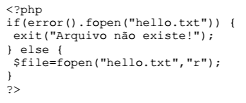 <?php
if(error().fopen("hello.txt")) {
 exit("Arquivo não existe!");
} else {
 $file=fopen("hello.txt","r");
}
?>